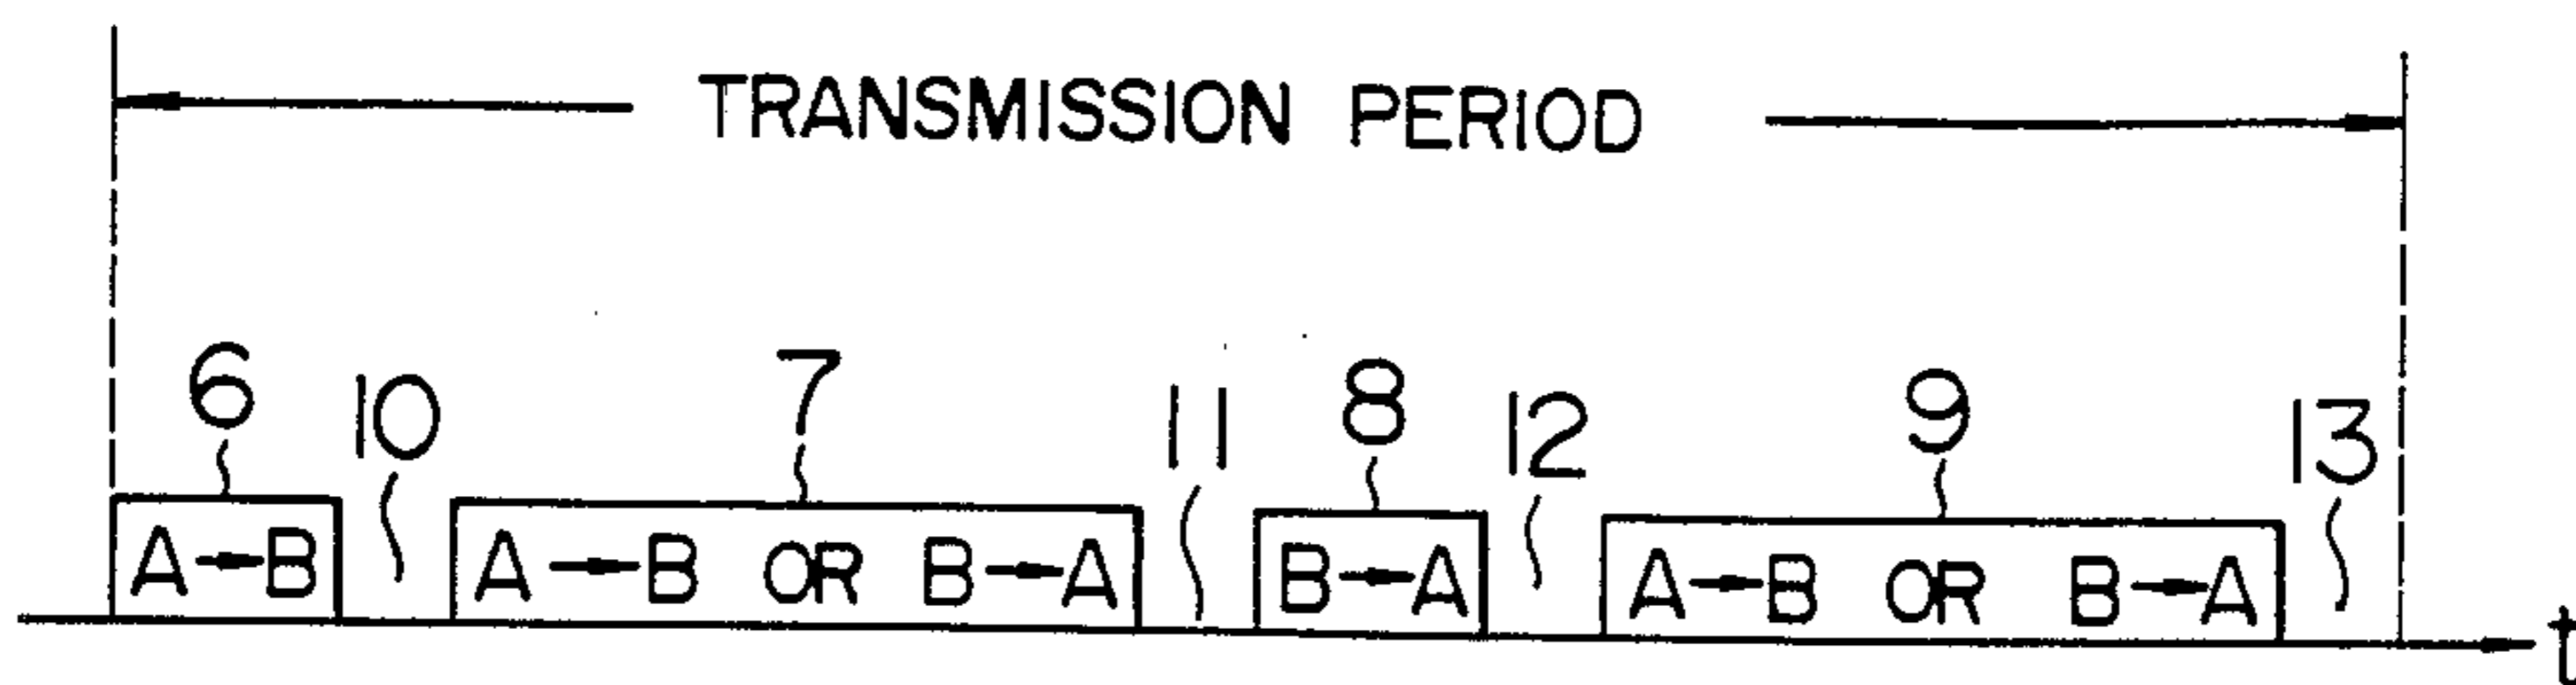 TRANSMISSION PERIOD
6 10 7 11 8 12 9 13
A→B A→B OR B→A B→A A→B OR B→A
t